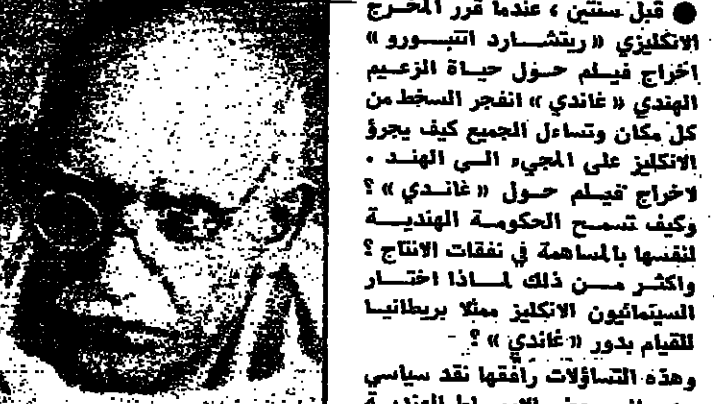 ● قبل سنتين ، عندما قرر المخرج
الانكليزي « ريتشارد اتنبورو »
اخراج فيلم حول حياة الزعيم
الهندي « غاندي » انفجر السخط من
كل مكان وتساءل الجميع كيف يجرؤ
الانكليز على المجيء الى الهند .
لاخراج فيلم حول « غاندي » ؟
وكيف تسمح الحكومة الهندية
لنفسها بالمساهمة في نفقات الانتاج ؟
واكثر من ذلك لماذا اختار
السينمائيون الانكليز ممثلا بريطانيا
للقيام بدور « غاندي » ؟
وهذه التساؤلات رافقها نقد سياسي
الهندية